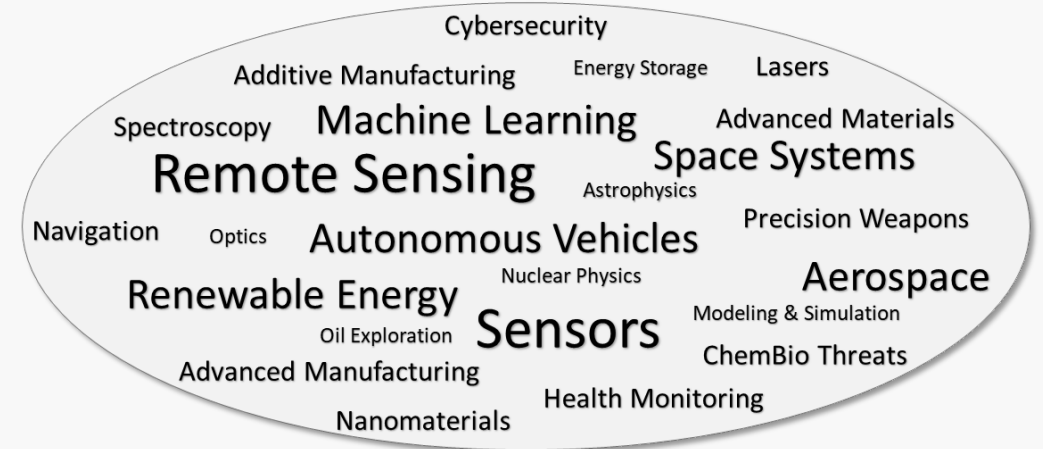 Cybersecurity
Additive Manufacturing
Energy Storage
Lasers
Spectroscopy
Machine Learning
Advanced Materials
Remote Sensing
Space Systems
Astrophysics
Navigation
Optics
Autonomous Vehicles
Precision Weapons
Nuclear Physics
Aerospace
Renewable Energy
Modeling & Simulation
Oil Exploration
Sensors
ChemBio Threats
Advanced Manufacturing
Health Monitoring
Nanomaterials